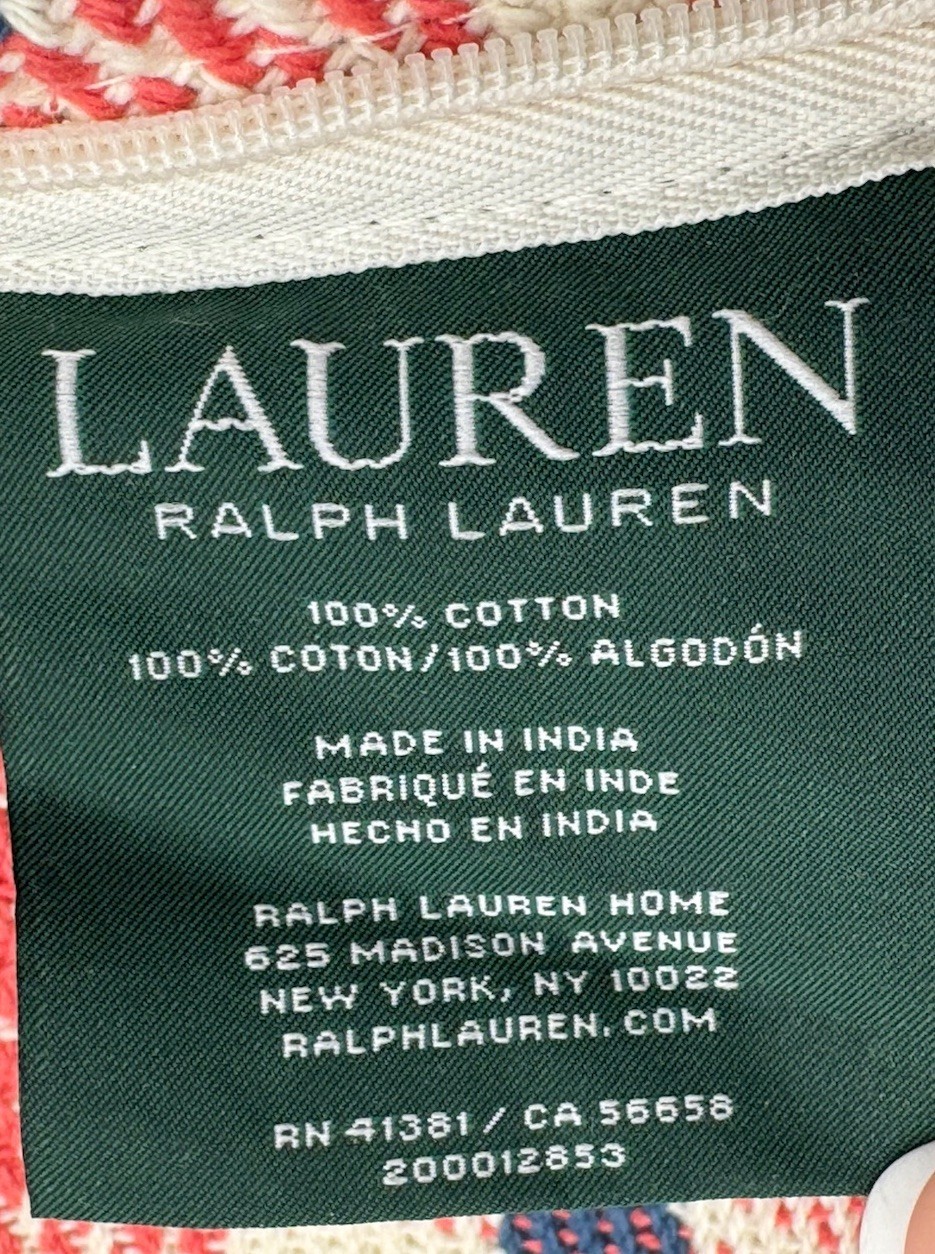 LAUREN
RALPH LAUREN
100% COTTON
100% COTON/100% ALGODÓN
MADE IN INDIA
FABRIQUÉ EN INDE
HECHO EN INDIA
RALPH LAUREN HOME
625 MADISON AVENUE
NEW YORK, NY 10022
RALPHLAUREN.COM
RN 41381 / CA 56658
200012853